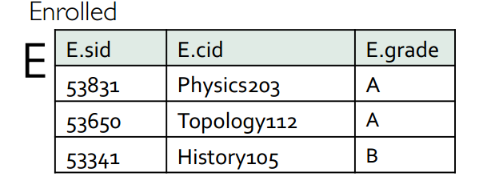 Enrolled
E
E.sid E.cid E.grade
53831 Physics203 A
53650 Topology112 A
53341 History105 B